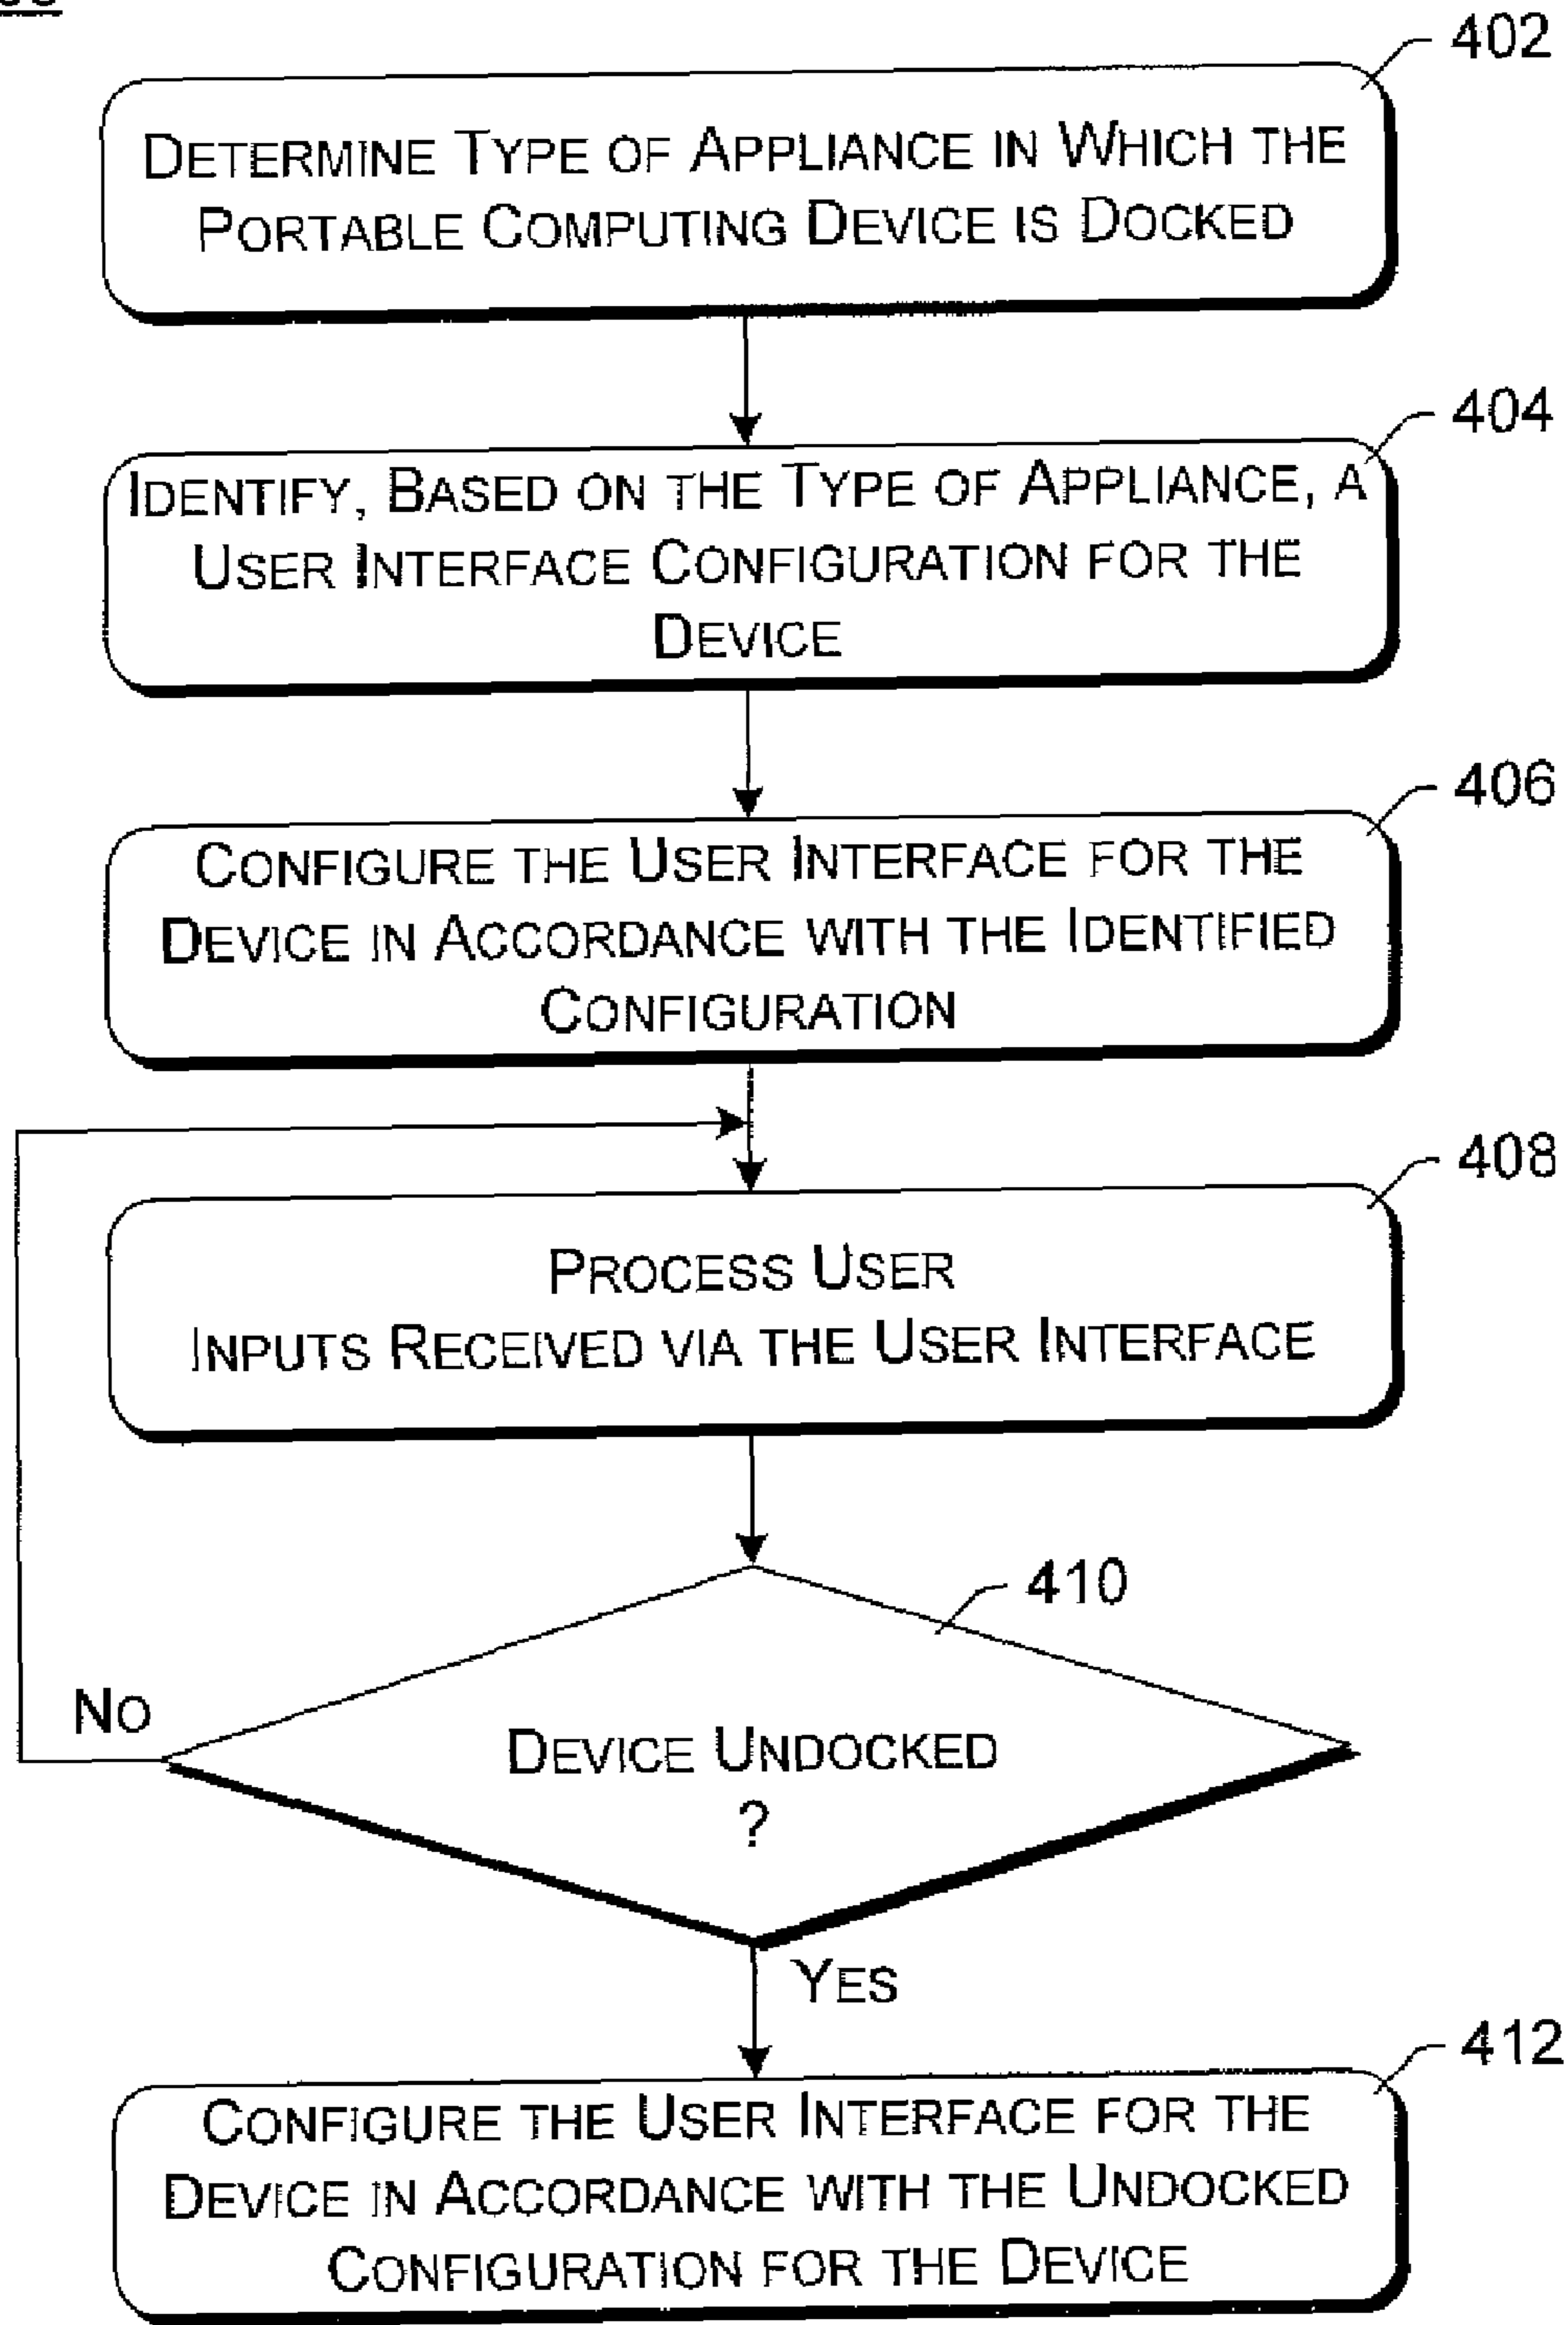 402
DETERMINE TYPE OF APPLIANCE IN WHICH THE
PORTABLE COMPUTING DEVICE IS DOCKED
404
IDENTIFY, BASED ON THE TYPE OF APPLIANCE, A
USER INTERFACE CONFIGURATION FOR THE
DEVICE
406
CONFIGURE THE USER INTERFACE FOR THE
DEVICE IN ACCORDANCE WITH THE IDENTIFIED
CONFIGURATION
408
PROCESS USER
INPUTS RECEIVED VIA THE USER INTERFACE
410
NO
DEVICE UNDOCKED
?
YES
412
CONFIGURE THE USER INTERFACE FOR THE
DEVICE IN ACCORDANCE WITH THE UNDOCKED
CONFIGURATION FOR THE DEVICE